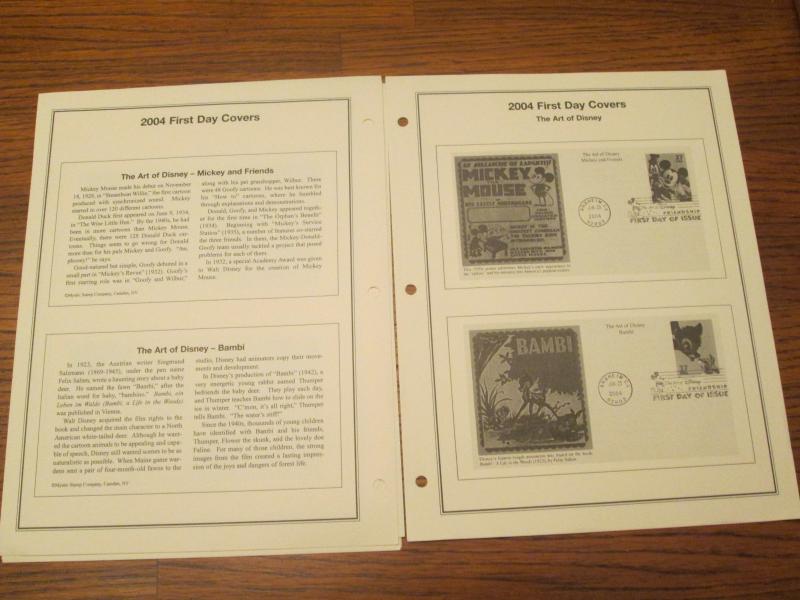 2004 First Day Covers
The Art of Disney – Mickey and Friends
Mickey Mouse made his debut on November
18, 1928, in "Steamboat Willie," the first cartoon
produced with synchronized sound. Mickey
starred in over 120 different cartoons.
Donald Duck first appeared on June 9, 1934,
in "The Wise Little Hen." By the 1940s, he had
been in more cartoons than Mickey Mouse.
Eventually, there were 128 Donald Duck car-
toons. Things seem to go wrong for Donald
more than for his pals Mickey and Goofy. "Aw,
phooey!" he says.
Good-natured but simple, Goofy debuted in a
small part in "Mickey's Revue" (1932). Goofy's
first starring role was in "Goofy and Wilbur,"
along with his pet grasshopper, Wilbur. There
were 48 Goofy cartoons. He was best known for
his "How to" cartoons, where he bumbled
through explanations and demonstrations.
Donald, Goofy, and Mickey appeared togeth-
er for the first time in "The Orphan's Benefit"
(1934). Beginning with "Mickey's Service
Station" (1935), a number of features co-starred
the three friends. In them, the Mickey-Donald-
Goofy team usually tackled a project that posed
problems for each of them.
In 1932, a special Academy Award was given
to Walt Disney for the creation of Mickey
Mouse.
©Mystic Stamp Company, Camden, NY
The Art of Disney – Bambi
In 1923, the Austrian writer Siegmund
Salzmann (1969-1945), under the pen name
Felix Salten, wrote a haunting story about a baby
deer. He named the fawn "Bambi," after the
Italian word for baby, "bambino." Bambi, ein
Leben im Walde (Bambi, a Life in the Woods)
was published in Vienna.
Walt Disney acquired the film rights to the
book and changed the main character to a North
American white-tailed deer. Although he want-
ed the cartoon animals to be appealing and capa-
ble of speech, Disney still wanted scenes to be as
naturalistic as possible. When Maine game war-
dens sent a pair of four-month-old fawns to the
studio, Disney had animators copy their move-
ments and development.
In Disney's production of "Bambi" (1942), a
very energetic young rabbit named Thumper
befriends the baby deer. They play each day,
and Thumper teaches Bambi how to slide on the
ice in winter. "C'mon, it's all right," Thumper
tells Bambi. "The water's stiff!"
Since the 1940s, thousands of young children
have identified with Bambi and his friends,
Thumper, Flower the skunk, and the lovely doe
Faline. For many of those children, the strong
images from the film created a lasting impres-
sion of the joys and dangers of forest life.
©Mystic Stamp Company, Camden, NY
2004 First Day Covers
The Art of Disney
The Art of Disney
Mickey and Friends
AN AVALANCHE OF LAUGHTER!
MICKEY
MOUSE
37
ANAHEIM CA
JUN 23
2004
92803
FRIENDSHIP
FIRST DAY OF ISSUE
The Art of Disney
Bambi
BAMBI
ANAHEIM CA
JUN 23
2004
92803
FRIENDSHIP
FIRST DAY OF ISSUE